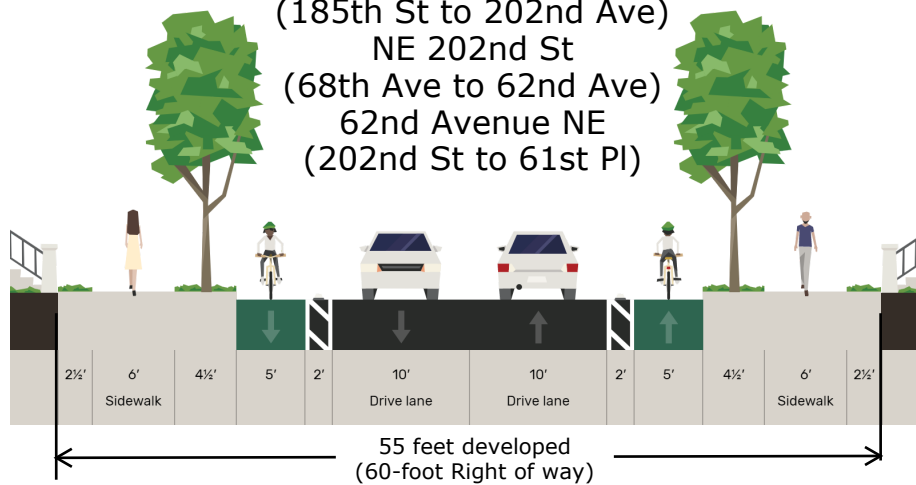 (185th St to 202nd Ave)
NE 202nd St
(68th Ave to 62nd Ave)
62nd Avenue NE
(202nd St to 61st Pl)
2½' 6' 4½' 5' 2' 10' 10' 2' 5' 4½' 6' 2½'
Sidewalk Drive lane Drive lane Sidewalk
55 feet developed
(60-foot Right of way)